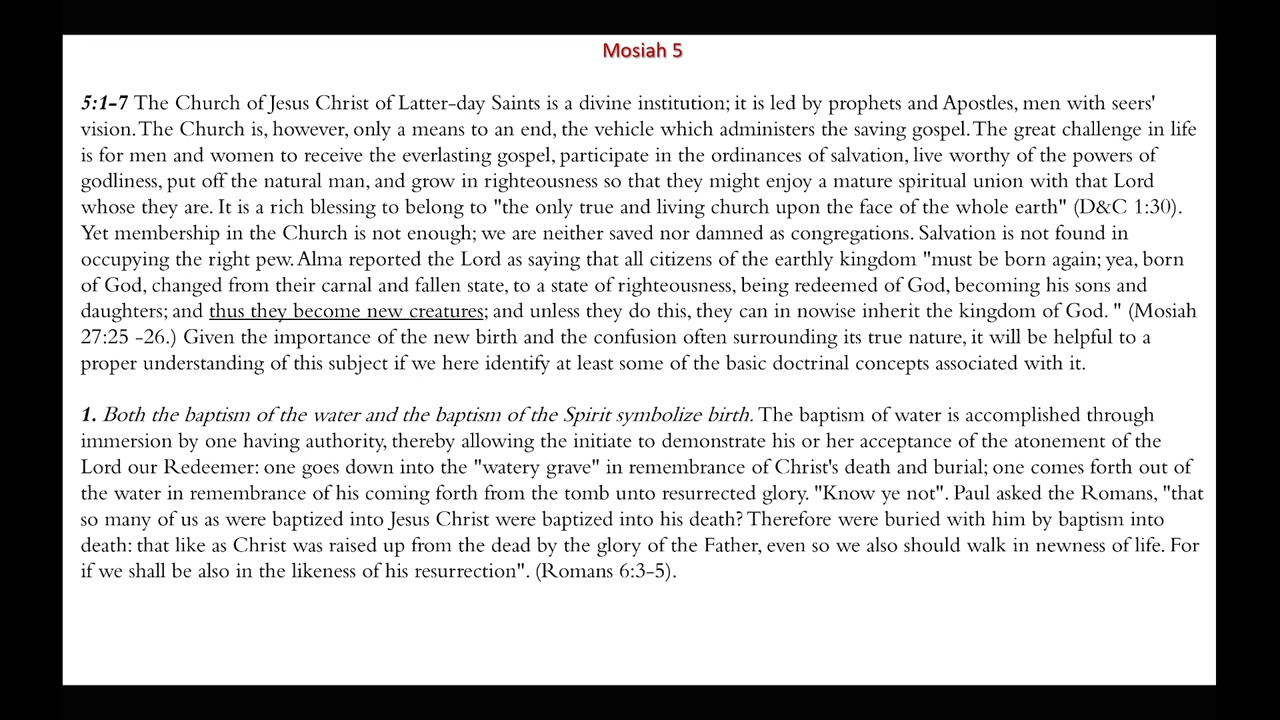 Mosiah 5
5:1-7 The Church of Jesus Christ of Latter-day Saints is a divine institution; it is led by prophets and Apostles, men with seers'
vision. The Church is, however, only a means to an end, the vehicle which administers the saving gospel. The great challenge in life
is for men and women to receive the everlasting gospel, participate in the ordinances of salvation, live worthy of the powers of
godliness, put off the natural man, and grow in righteousness so that they might enjoy a mature spiritual union with that Lord
whose they are. It is a rich blessing to belong to "the only true and living church upon the face of the whole earth" (D&C 1:30).
Yet membership in the Church is not enough; we are neither saved nor damned as congregations. Salvation is not found in
occupying the right pew. Alma reported the Lord as saying that all citizens of the earthly kingdom "must be born again; yea, born
of God, changed from their carnal and fallen state, to a state of righteousness, being redeemed of God, becoming his sons and
daughters; and thus they become new creatures; and unless they do this, they can in nowise inherit the kingdom of God. " (Mosiah
27:25 -26.) Given the importance of the new birth and the confusion often surrounding its true nature, it will be helpful to a
proper understanding of this subject if we here identify at least some of the basic doctrinal concepts associated with it.
1. Both the baptism of the water and the baptism of the Spirit symbolize birth. The baptism of water is accomplished through
immersion by one having authority, thereby allowing the initiate to demonstrate his or her acceptance of the atonement of the
Lord our Redeemer: one goes down into the "watery grave" in remembrance of Christ's death and burial; one comes forth out of
the water in remembrance of his coming forth from the tomb unto resurrected glory. "Know ye not". Paul asked the Romans, "that
so many of us as were baptized into Jesus Christ were baptized into his death? Therefore were buried with him by baptism into
death: that like as Christ was raised up from the dead by the glory of the Father, even so we also should walk in newness of life. For
if we shall be also in the likeness of his resurrection". (Romans 6:3-5).